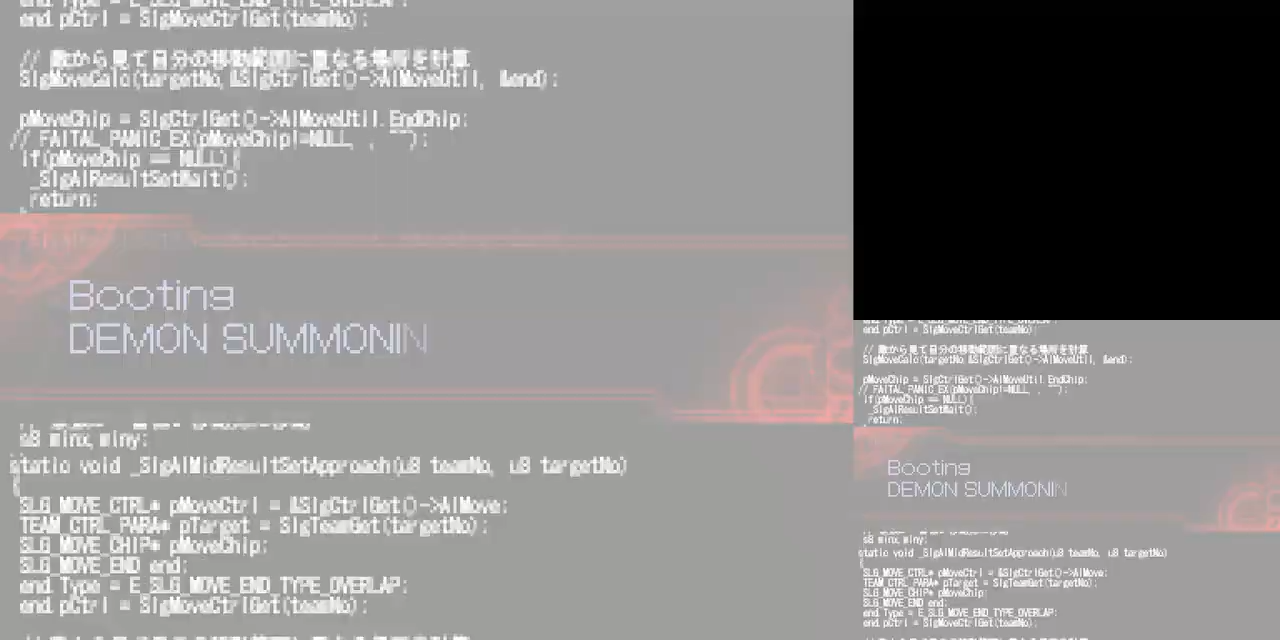 end.Type = E_SLG_MOVE_END_TYPE_OVERLAP;
end.pCtrl = SlgMoveCtrlGet(teamNo);
// 敵から見て自分の移動範囲に重なる場所を計算
SlgMoveCalc(targetNo,&SlgCtrlGet()->AIMoveUtil, &end);
pMoveChip = SlgCtrlGet()->AIMoveUtil.EndChip;
// FAITAL_PANIC_EX(pMoveChip!=NULL, , "");
if(pMoveChip == NULL){
_SlgAIResultSetWait();
return;
Booting
DEMON SUMMONIN
s8 minx,miny;
static void _SlgAIMidResultSetApproach(u8 teamNo, u8 targetNo)
{
SLG_MOVE_CTRL* pMoveCtrl = &SlgCtrlGet()->AIMove;
TEAM_CTRL_PARA* pTarget = SlgTeamGet(targetNo);
SLG_MOVE_CHIP* pMoveChip;
SLG_MOVE_END end;
end.Type = E_SLG_MOVE_END_TYPE_OVERLAP;
end.pCtrl = SlgMoveCtrlGet(teamNo);
end.pCtrl = SlgMoveCtrlGet(teamNo);
// 敵から見て自分の移動範囲に重なる場所を計算
SlgMoveCalc(targetNo,&SlgCtrlGet()->AIMoveUtil, &end);
pMoveChip = SlgCtrlGet()->AIMoveUtil.EndChip;
// FAITAL_PANIC_EX(pMoveChip!=NULL, , "");
if(pMoveChip == NULL){
_SlgAIResultSetWait();
return;
Booting
DEMON SUMMONIN
s8 minx,miny;
static void _SlgAIMidResultSetApproach(u8 teamNo, u8 targetNo)
{
SLG_MOVE_CTRL* pMoveCtrl = &SlgCtrlGet()->AIMove;
TEAM_CTRL_PARA* pTarget = SlgTeamGet(targetNo);
SLG_MOVE_CHIP* pMoveChip;
SLG_MOVE_END end;
end.Type = E_SLG_MOVE_END_TYPE_OVERLAP;
end.pCtrl = SlgMoveCtrlGet(teamNo);